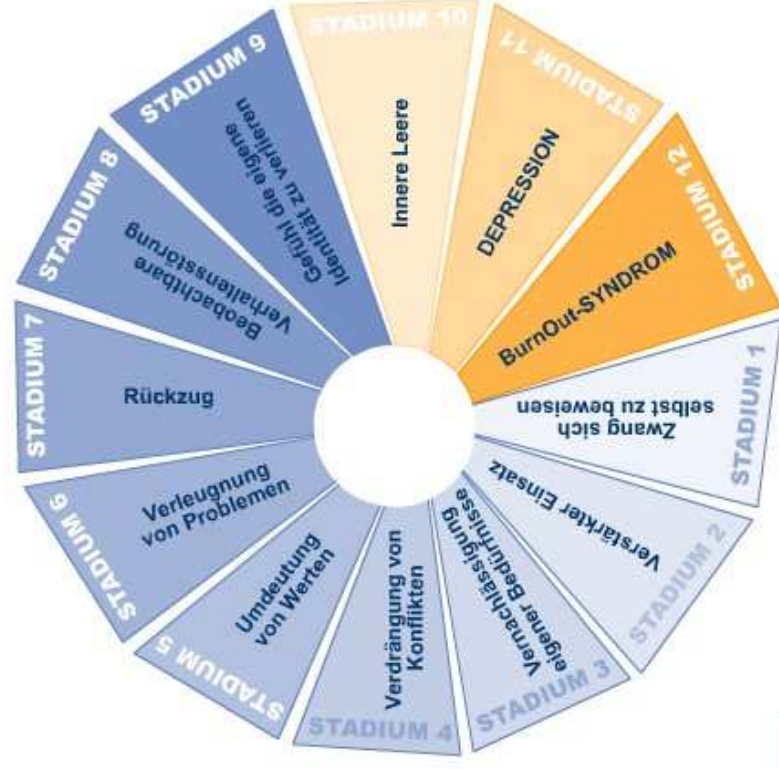 STADIUM 1
Zwang sich
selbst zu beweisen
STADIUM 2
Verstärkter Einsatz
STADIUM 3
Vernachlässigung
eigener Bedürfnisse
STADIUM 4
Verdrängung von
Konflikten
STADIUM 5
Umdeutung
von Werten
STADIUM 6
Verleugnung
von Problemen
STADIUM 7
Rückzug
STADIUM 8
Beobachtbare
Verhaltensstörung
STADIUM 9
Gefühl die eigene
Identität zu verlieren
STADIUM 10
Innere Leere
STADIUM 11
DEPRESSION
STADIUM 12
BurnOut-SYNDROM